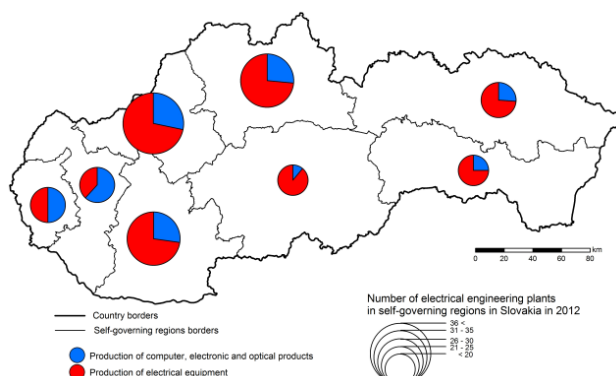 km
0 20 40 60 80
Number of electrical engineering plants
in self-governing regions in Slovakia in 2012
Country borders
Self-governing regions borders
36 <
31 - 35
26 - 30
21 - 25
< 20
Production of computer, electronic and optical products
Production of electrical equipment